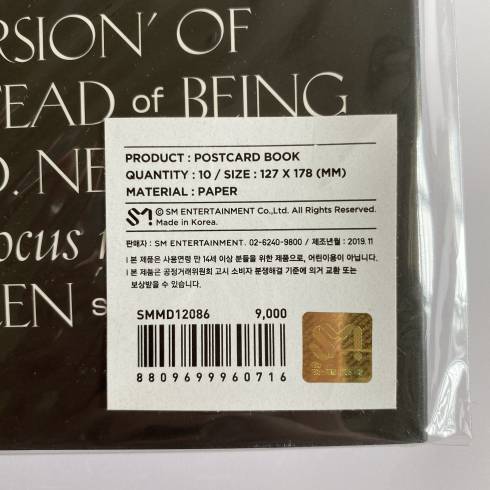 RSION' OF
TEAD of BEING
D. NE
ocus
EEN
PRODUCT : POSTCARD BOOK
QUANTITY : 10 / SIZE : 127 X 178 (MM)
MATERIAL : PAPER
SM! ⓒ SM ENTERTAINMENT Co.,Ltd. All Rights Reserved.
Made in Korea.
판매자 : SM ENTERTAINMENT. 02-6240-9800 / 제조년월 : 2019. 11
ㅣ본 제품은 사용연령 만 14세 이상 분들을 위한 제품으로, 어린이용이 아닙니다.
ㅣ본 제품은 공정거래위원회 고시 소비자 분쟁해결 기준에 의거 교환 또는
보상받을 수 있습니다.
SMMD12086 9,000
8809699960716
SM!